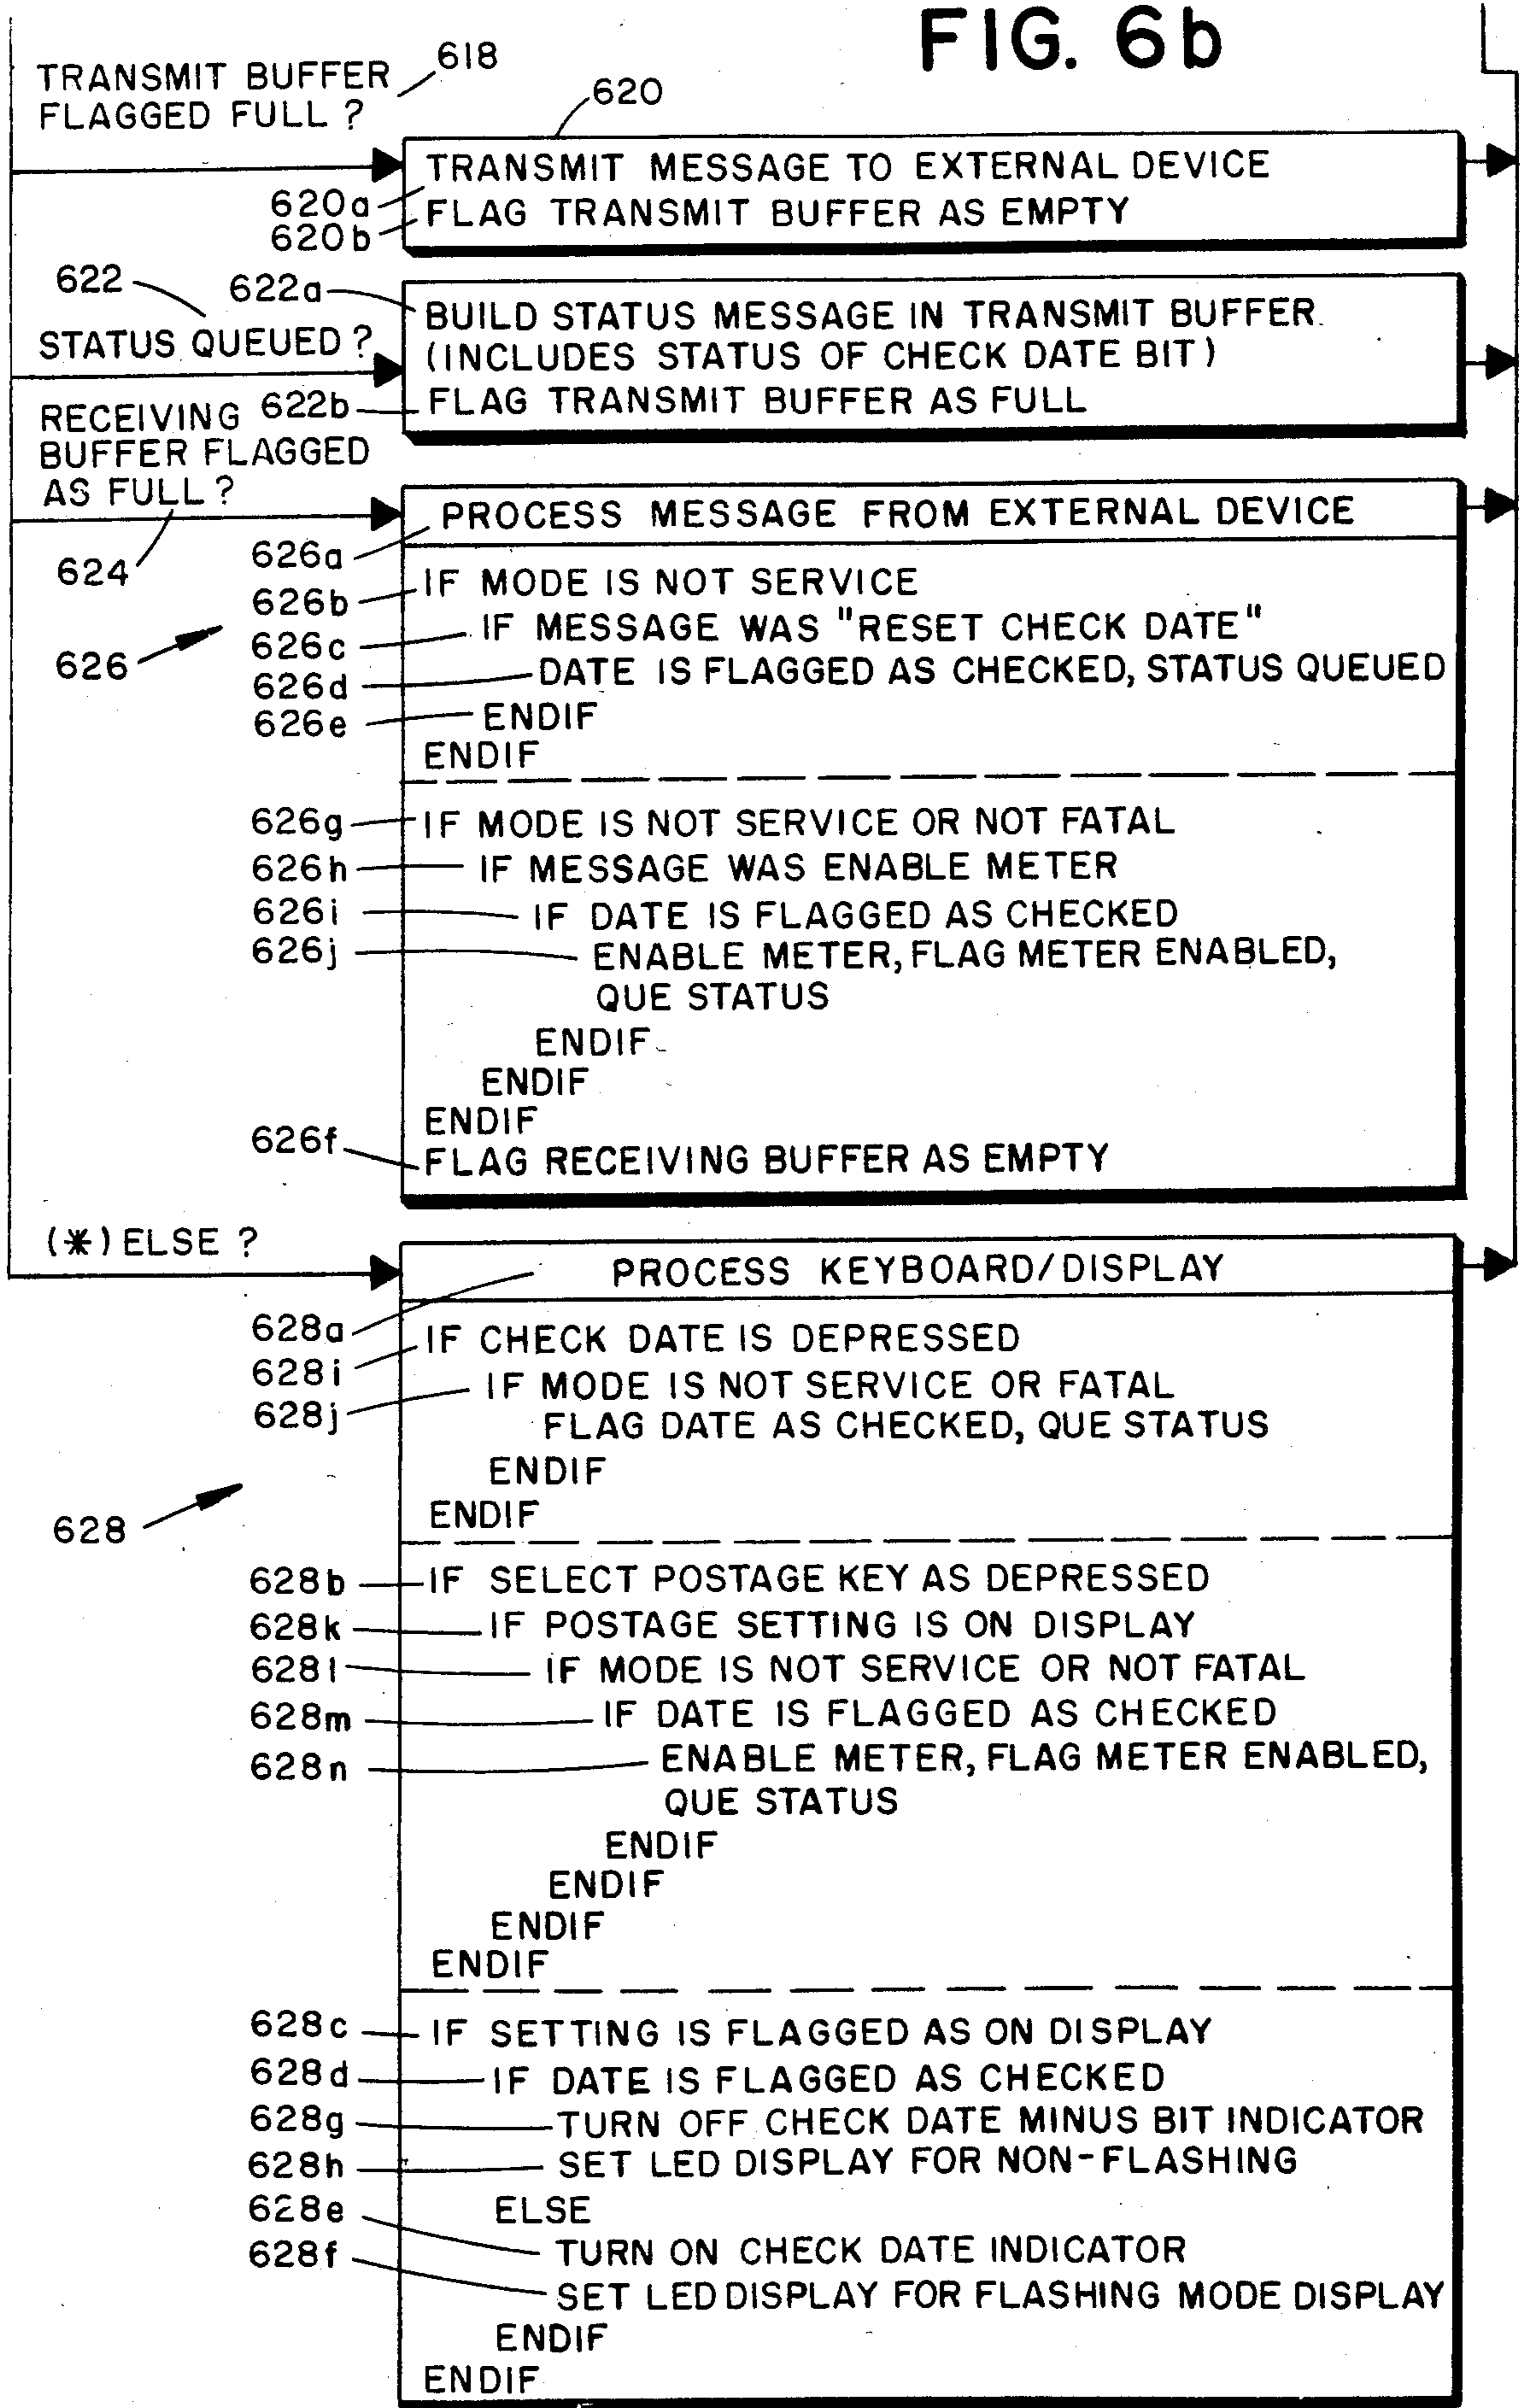 FIG. 6b
TRANSMIT BUFFER
FLAGGED FULL ?
618
620
TRANSMIT MESSAGE TO EXTERNAL DEVICE
620a
FLAG TRANSMIT BUFFER AS EMPTY
620b
622
622a
BUILD STATUS MESSAGE IN TRANSMIT BUFFER.
STATUS QUEUED ?
(INCLUDES STATUS OF CHECK DATE BIT)
622b
FLAG TRANSMIT BUFFER AS FULL
RECEIVING
BUFFER FLAGGED
AS FULL ?
624
PROCESS MESSAGE FROM EXTERNAL DEVICE
626a
626
626b
IF MODE IS NOT SERVICE
626c
IF MESSAGE WAS "RESET CHECK DATE"
626d
DATE IS FLAGGED AS CHECKED, STATUS QUEUED
626e
ENDIF
ENDIF
626g
IF MODE IS NOT SERVICE OR NOT FATAL
626h
IF MESSAGE WAS ENABLE METER
626i
IF DATE IS FLAGGED AS CHECKED
626j
ENABLE METER, FLAG METER ENABLED,
QUE STATUS
ENDIF
ENDIF
ENDIF
626f
FLAG RECEIVING BUFFER AS EMPTY
(*) ELSE ?
PROCESS KEYBOARD/DISPLAY
628a
628i
IF CHECK DATE IS DEPRESSED
628j
IF MODE IS NOT SERVICE OR FATAL
FLAG DATE AS CHECKED, QUE STATUS
ENDIF
ENDIF
628
628b
IF SELECT POSTAGE KEY AS DEPRESSED
628k
IF POSTAGE SETTING IS ON DISPLAY
628l
IF MODE IS NOT SERVICE OR NOT FATAL
628m
IF DATE IS FLAGGED AS CHECKED
628n
ENABLE METER, FLAG METER ENABLED,
QUE STATUS
ENDIF
ENDIF
ENDIF
ENDIF
628c
IF SETTING IS FLAGGED AS ON DISPLAY
628d
IF DATE IS FLAGGED AS CHECKED
628g
TURN OFF CHECK DATE MINUS BIT INDICATOR
628h
SET LED DISPLAY FOR NON-FLASHING
ELSE
628e
TURN ON CHECK DATE INDICATOR
628f
SET LED DISPLAY FOR FLASHING MODE DISPLAY
ENDIF
ENDIF